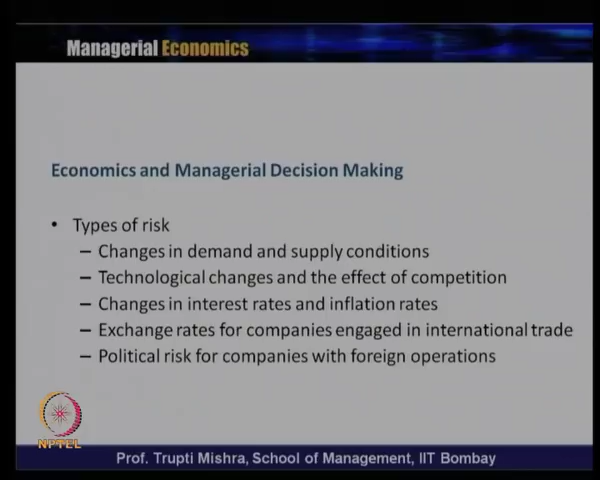 Managerial Economics
Economics and Managerial Decision Making
• Types of risk
– Changes in demand and supply conditions
– Technological changes and the effect of competition
– Changes in interest rates and inflation rates
– Exchange rates for companies engaged in international trade
– Political risk for companies with foreign operations
NPTEL
Prof. Trupti Mishra, School of Management, IIT Bombay